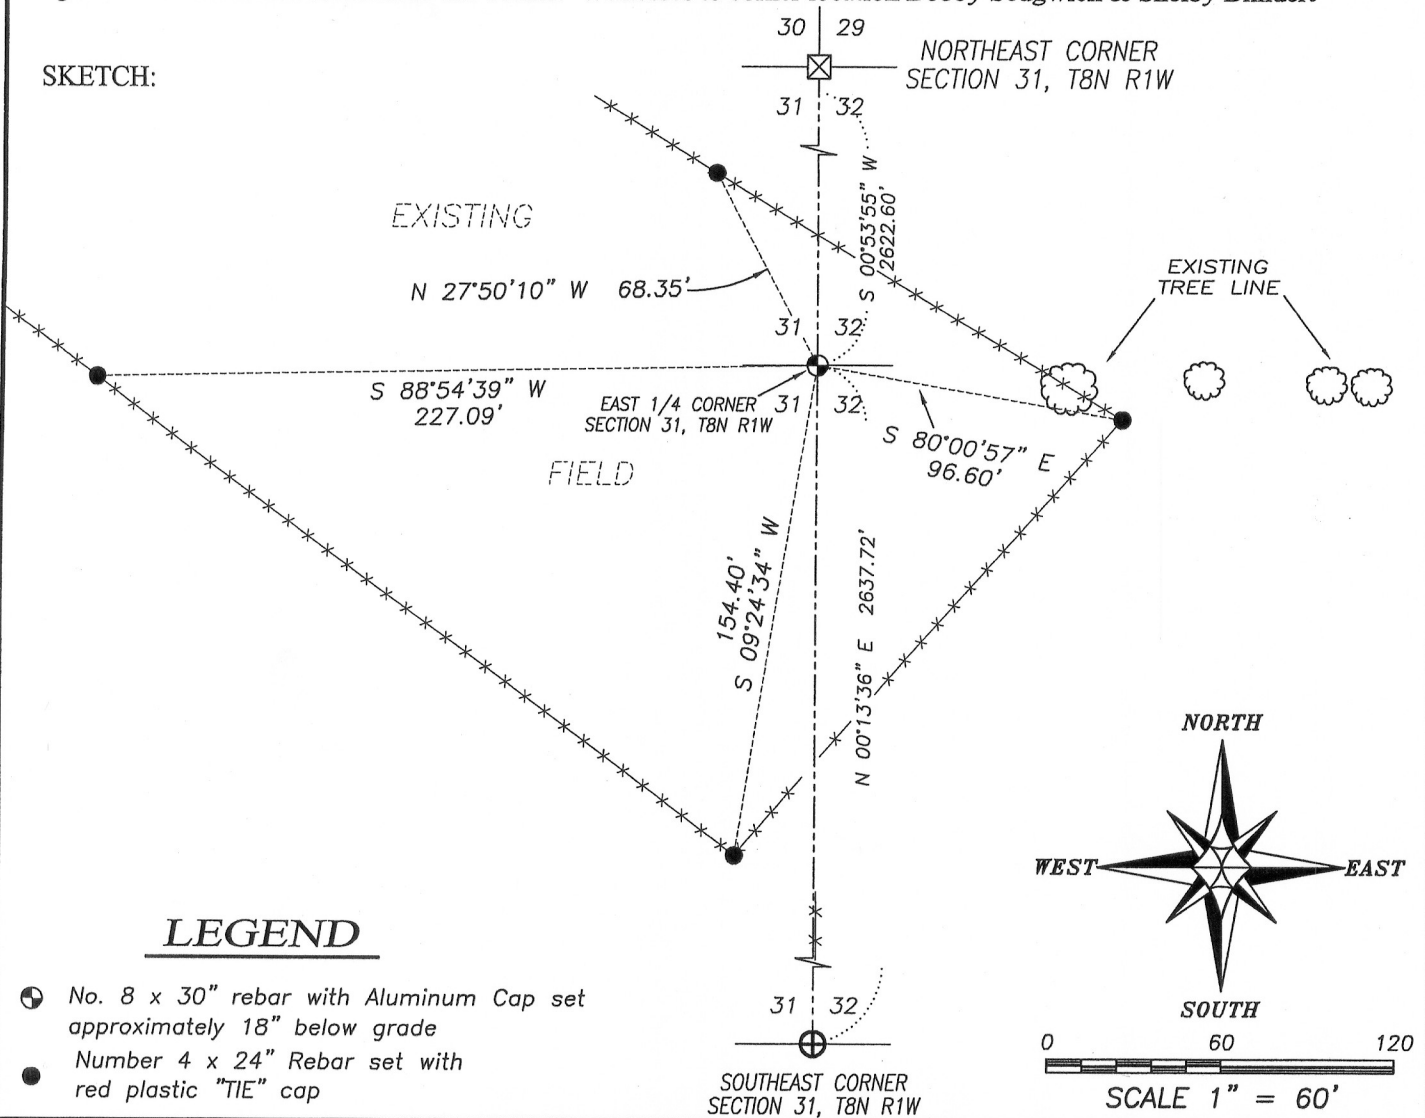 SKETCH:
30 29
NORTHEAST CORNER
SECTION 31, T8N R1W
31 32
S 00°53'55" W
2622.60'
EXISTING
N 27°50'10" W 68.35'
EXISTING
TREE LINE
31 32
S 88°54'39" W
227.09'
EAST 1/4 CORNER
SECTION 31, T8N R1W
31 32
S 80°00'57" E
96.60'
FIELD
154.40'
S 09°24'34" W
N 00°13'36" E 2637.72'
NORTH
WEST
EAST
SOUTH
LEGEND
No. 8 x 30" rebar with Aluminum Cap set
approximately 18" below grade
Number 4 x 24" Rebar set with
red plastic "TIE" cap
31 32
SOUTHEAST CORNER
SECTION 31, T8N R1W
0 60 120
SCALE 1" = 60'